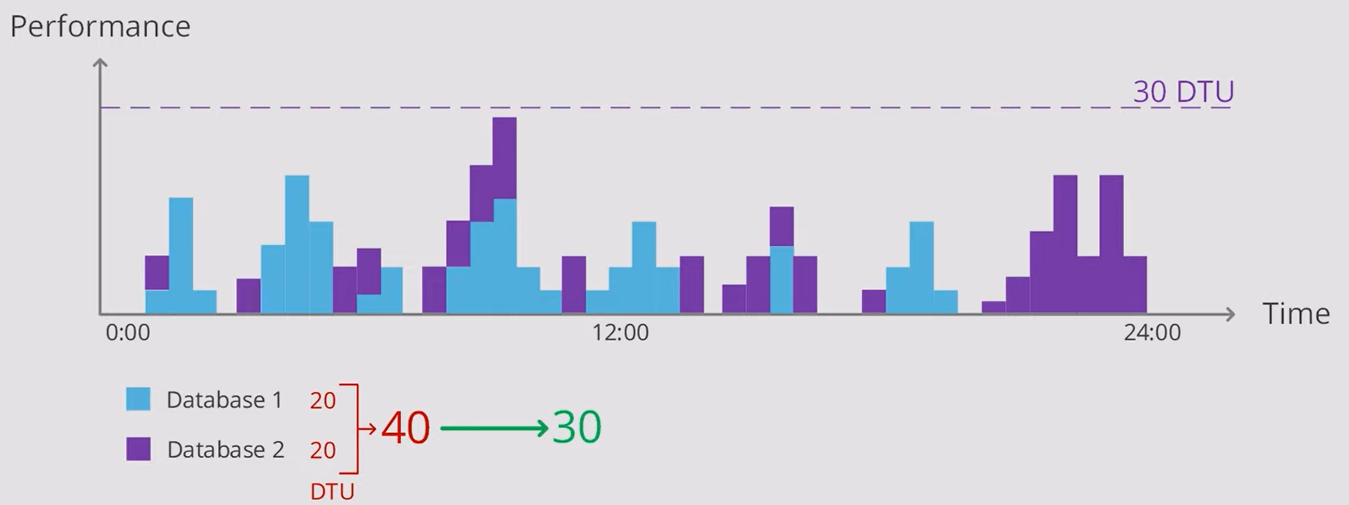 Performance
30 DTU
Time
0:00
12:00
24:00
Database 1 20
40 30
Database 2 20
DTU